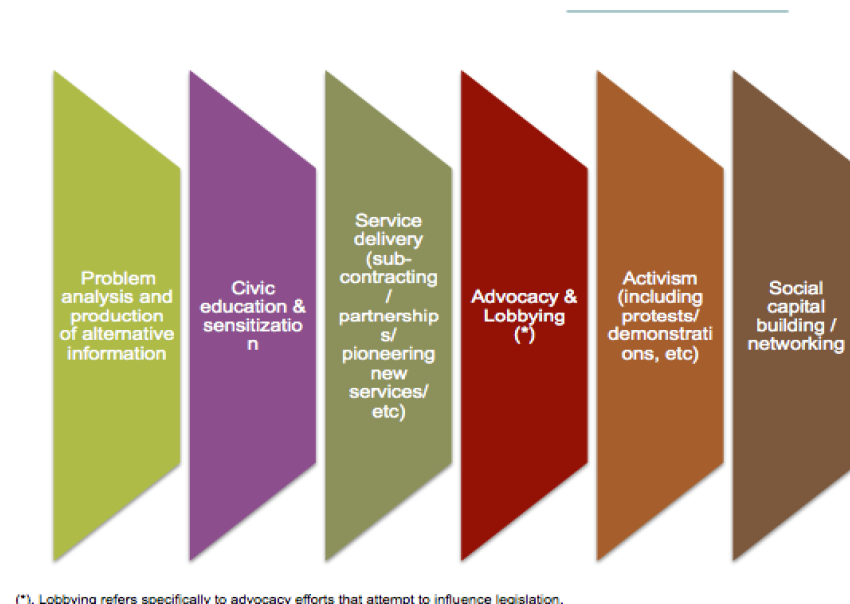 Problem
analysis and
production
of alternative
information
Civic
education &
sensitizatio
n
Service
delivery
(sub-
contracting
/
partnership
s/
pioneering
new
services/
etc)
Advocacy &
Lobbying
(*)
Activism
(including
protests/
demonstrati
ons, etc)
Social
capital
building /
networking
(*). Lobbying refers specifically to advocacy efforts that attempt to influence legislation.